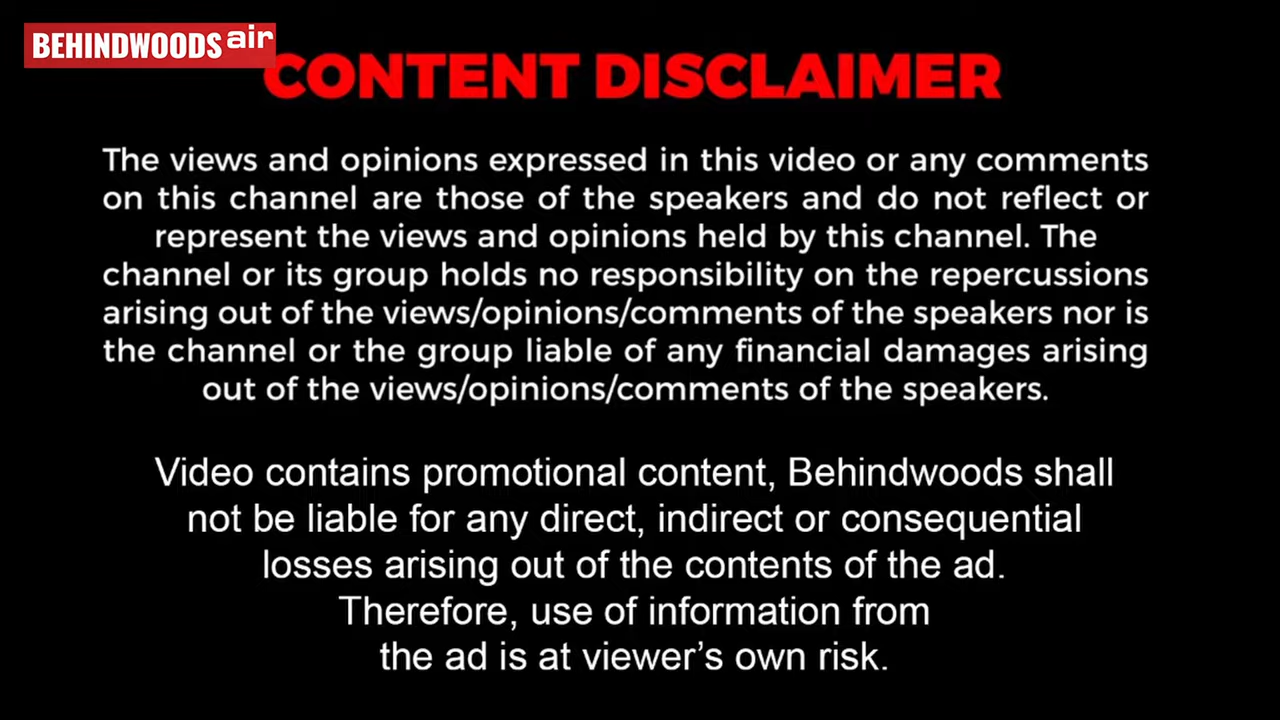 BEHINDWOODS air
CONTENT DISCLAIMER
The views and opinions expressed in this video or any comments
on this channel are those of the speakers and do not reflect or
represent the views and opinions held by this channel. The
channel or its group holds no responsibility on the repercussions
arising out of the views/opinions/comments of the speakers nor is
the channel or the group liable of any financial damages arising
out of the views/opinions/comments of the speakers.
Video contains promotional content, Behindwoods shall
not be liable for any direct, indirect or consequential
losses arising out of the contents of the ad.
Therefore, use of information from
the ad is at viewer’s own risk.